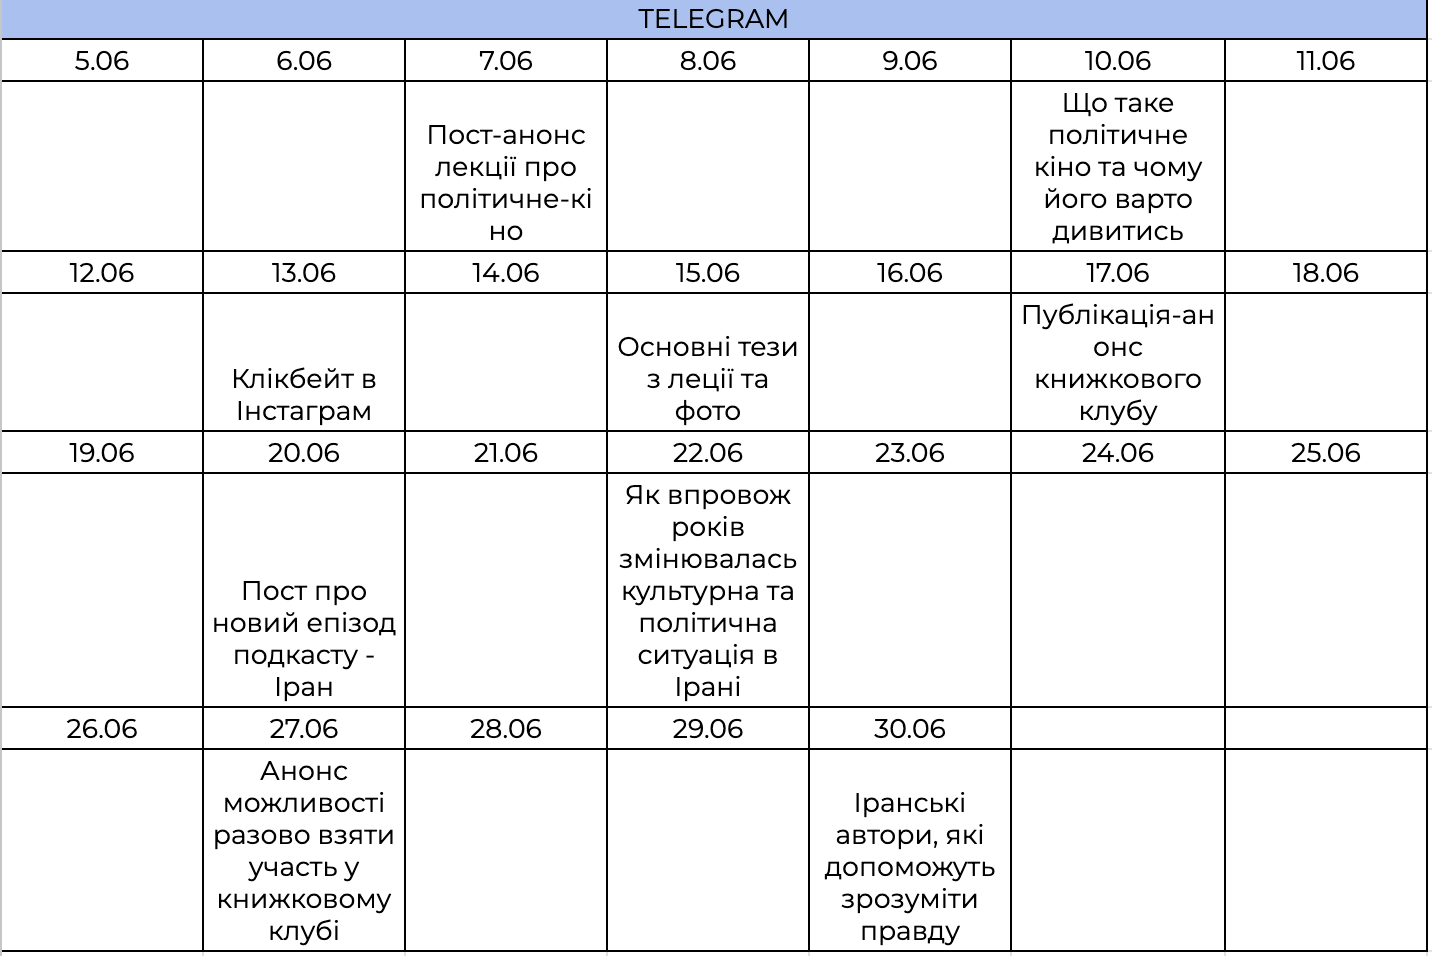 TELEGRAM
5.06 6.06 7.06 8.06 9.06 10.06 11.06
Пост-анонс
лекції про
політичне-кі
но
Що таке
політичне
кіно та чому
його варто
дивитись
12.06 13.06 14.06 15.06 16.06 17.06 18.06
Клікбейт в
Інстаграм
Основні тези
з леції та
фото
Публікація-ан
онс
книжкового
клубу
19.06 20.06 21.06 22.06 23.06 24.06 25.06
Пост про
новий епізод
подкасту -
Іран
Як впровож
років
змінювалась
культурна та
політична
ситуація в
Ірані
26.06 27.06 28.06 29.06 30.06
Анонс
можливості
разово взяти
участь у
книжковому
клубі
Іранські
автори, які
допоможуть
зрозуміти
правду